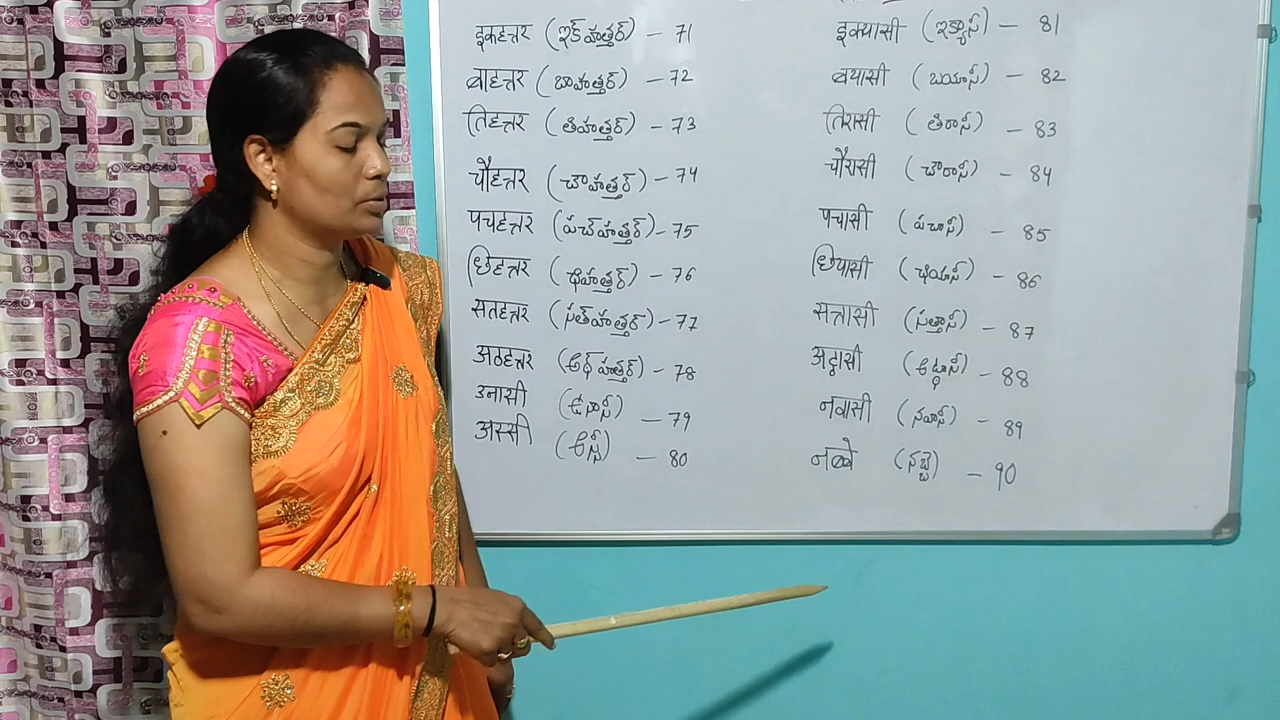 इकहत्तर (ఇక్‌హత్తర్) – 71
बाहत्तर (బాహత్తర్) – 72
तिहत्तर (తిహత్తర్) – 73
चौहत्तर (చౌహత్తర్) – 74
पचहत्तर (పచ్‌హత్తర్) – 75
छिहत्तर (ఛిహత్తర్) – 76
सतहत्तर (సత్‌హత్తర్) – 77
अठहत्तर (అఠ్‌హత్తర్) – 78
उनासी (ఉనాసీ) – 79
अस्सी (అస్సీ) – 80
इक्यासी (ఇక్యాసీ) – 81
बयासी (బయాసీ) – 82
तिरासी (తిరాసీ) – 83
चौरासी (చౌరాసీ) – 84
पचासी (పచాసీ) – 85
छियासी (ఛియాసీ) – 86
सत्तासी (సత్తాసీ) – 87
अट्ठासी (అట్ఠాసీ) – 88
नवासी (నవాసీ) – 89
नब्बे (నబ్బే) – 90